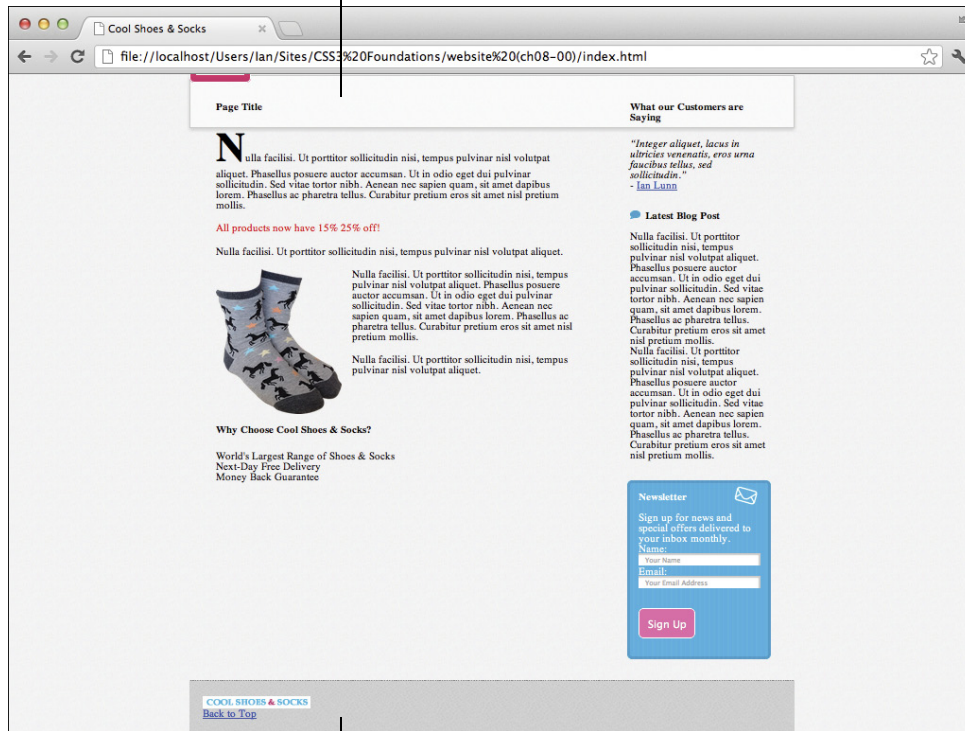 Cool Shoes & Socks
file://localhost/Users/Ian/Sites/CSS3%20Foundations/website%20(ch08-00)/index.html
Page Title
Nulla facilisi. Ut porttitor sollicitudin nisi, tempus pulvinar nisl volutpat
aliquet. Phasellus posuere auctor accumsan. Ut in odio eget dui pulvinar
sollicitudin. Sed vitae tortor nibh. Aenean nec sapien quam, sit amet dapibus
lorem. Phasellus ac pharetra tellus. Curabitur pretium eros sit amet nisl pretium
mollis.
All products now have 15% 25% off!
Nulla facilisi. Ut porttitor sollicitudin nisi, tempus pulvinar nisl volutpat aliquet.
Nulla facilisi. Ut porttitor sollicitudin nisi, tempus
pulvinar nisl volutpat aliquet. Phasellus posuere
auctor accumsan. Ut in odio eget dui pulvinar
sollicitudin. Sed vitae tortor nibh. Aenean nec
sapien quam, sit amet dapibus lorem. Phasellus ac
pharetra tellus. Curabitur pretium eros sit amet nisl
pretium mollis.
Nulla facilisi. Ut porttitor sollicitudin nisi, tempus
pulvinar nisl volutpat aliquet.
Why Choose Cool Shoes & Socks?
World's Largest Range of Shoes & Socks
Next-Day Free Delivery
Money Back Guarantee
What our Customers are
Saying
"Integer aliquet, lacus in
ultricies venenatis, eros urna
faucibus tellus, sed
sollicitudin."
- Ian Lunn
Latest Blog Post
Nulla facilisi. Ut porttitor
sollicitudin nisi, tempus
pulvinar nisl volutpat aliquet.
Phasellus posuere auctor
accumsan. Ut in odio eget dui
pulvinar sollicitudin. Sed vitae
tortor nibh. Aenean nec sapien
quam, sit amet dapibus lorem.
Phasellus ac pharetra tellus.
Curabitur pretium eros sit amet
nisl pretium mollis.
Nulla facilisi. Ut porttitor
sollicitudin nisi, tempus
pulvinar nisl volutpat aliquet.
Phasellus posuere auctor
accumsan. Ut in odio eget dui
pulvinar sollicitudin. Sed vitae
tortor nibh. Aenean nec sapien
quam, sit amet dapibus lorem.
Phasellus ac pharetra tellus.
Curabitur pretium eros sit amet
nisl pretium mollis.
Newsletter
Sign up for news and
special offers delivered to
your inbox monthly.
Name:
Your Name
Email:
Your Email Address
Sign Up
COOL SHOES & SOCKS
Back to Top